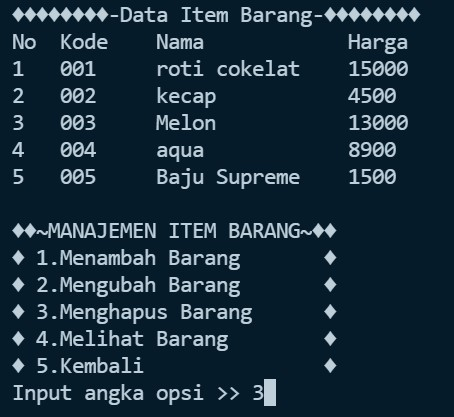 ♦♦♦♦♦♦♦♦-Data Item Barang-♦♦♦♦♦♦♦♦
No Kode Nama Harga
1 001 roti cokelat 15000
2 002 kecap 4500
3 003 Melon 13000
4 004 aqua 8900
5 005 Baju Supreme 1500
♦♦~MANAJEMEN ITEM BARANG~♦♦
♦ 1.Menambah Barang ♦
♦ 2.Mengubah Barang ♦
♦ 3.Menghapus Barang ♦
♦ 4.Melihat Barang ♦
♦ 5.Kembali ♦
Input angka opsi >> 3